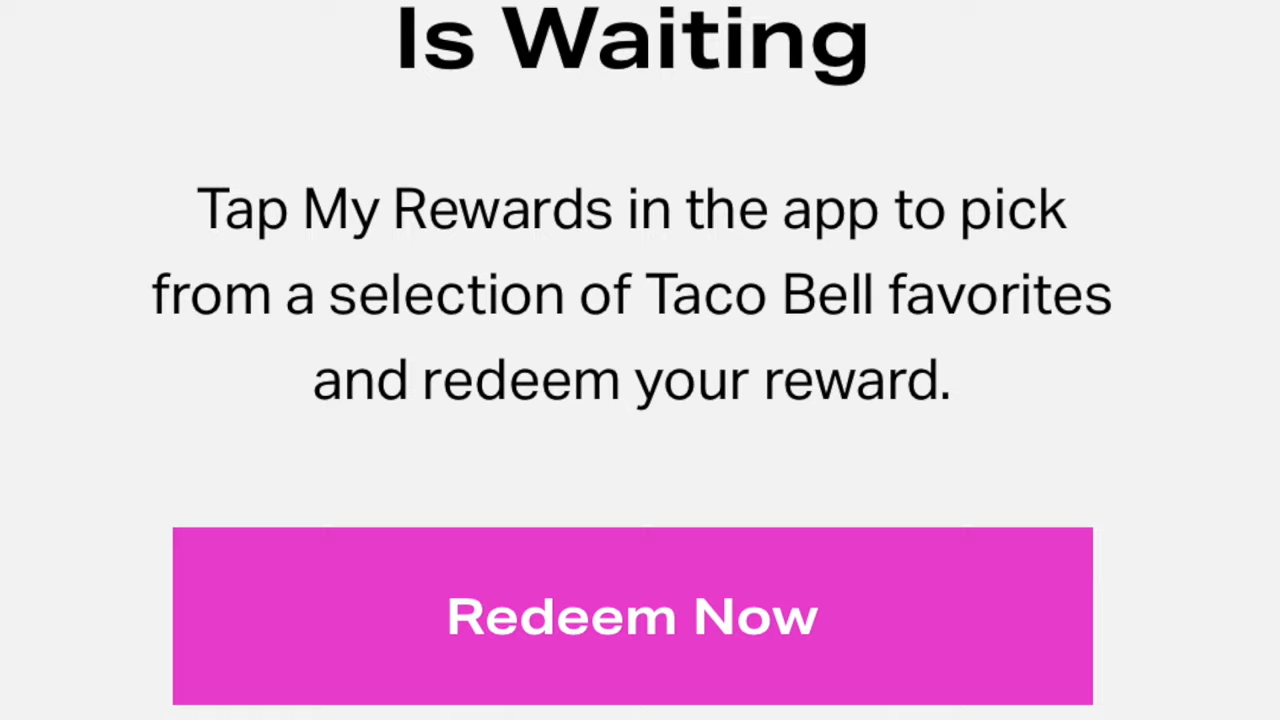 Is Waiting
Tap My Rewards in the app to pick
from a selection of Taco Bell favorites
and redeem your reward.
Redeem Now